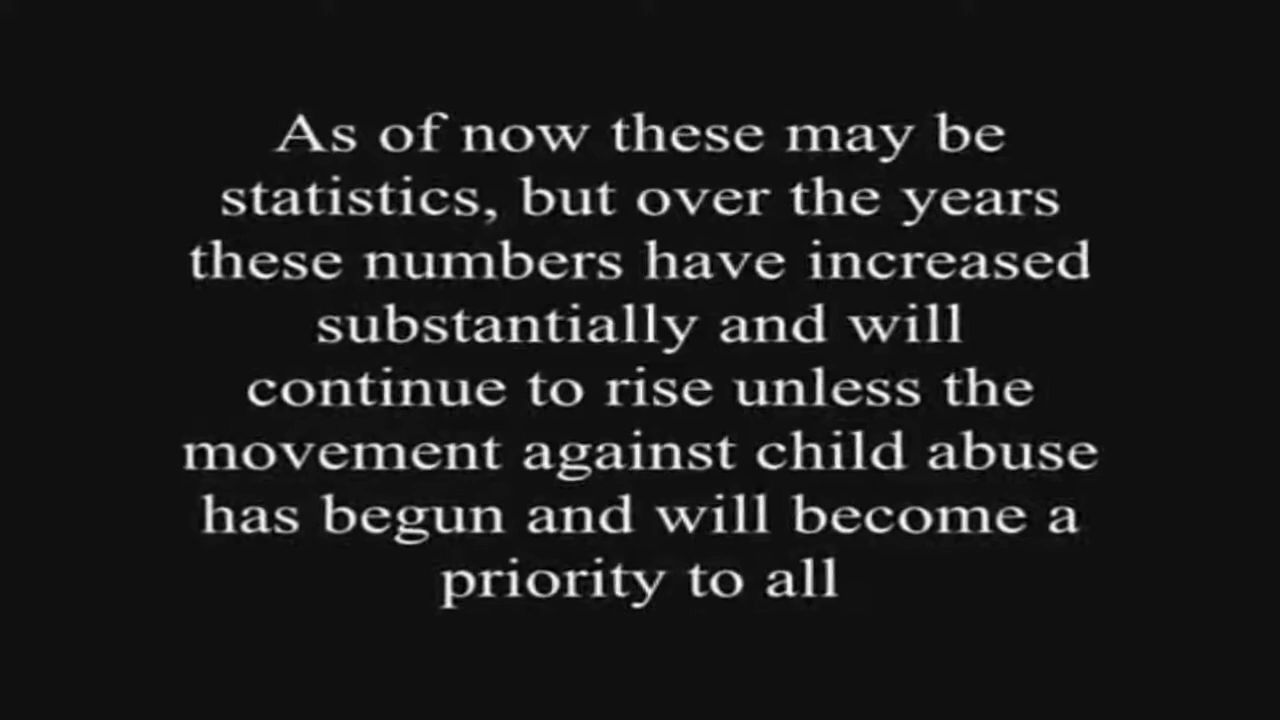 As of now these may be
statistics, but over the years
these numbers have increased
substantially and will
continue to rise unless the
movement against child abuse
has begun and will become a
priority to all